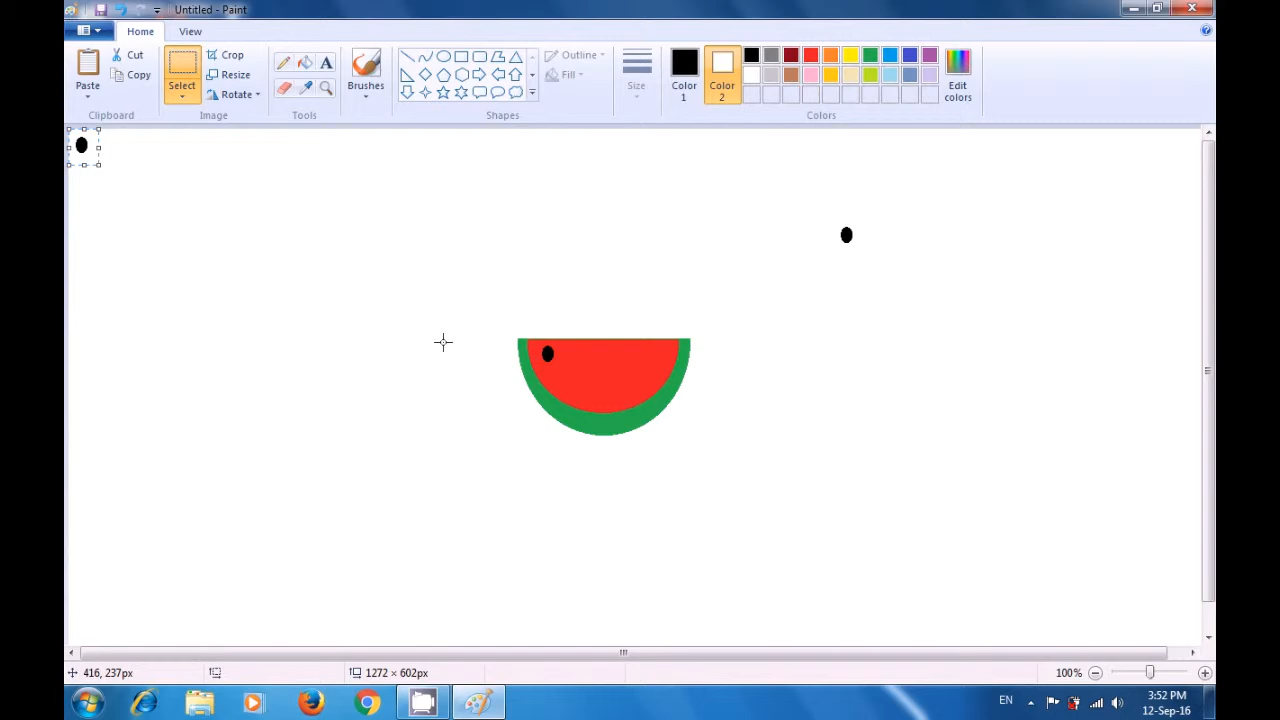 Untitled - Paint
Home View
Paste
Cut
Copy
Clipboard
Select
Crop
Resize
Rotate
Image
A
Tools
Brushes
Outline
Fill
Shapes
Size
Color 1
Color 2
Edit colors
Colors
416, 237px
1272 × 602px
100%
EN
3:52 PM
12-Sep-16